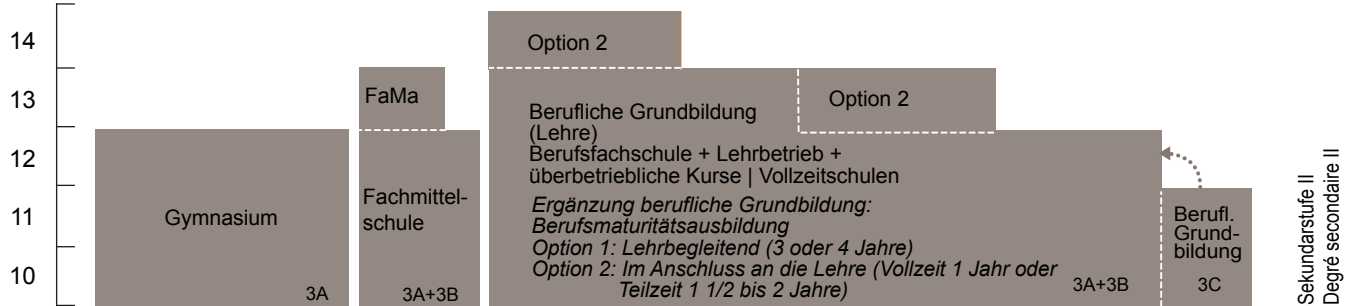 14
13
12
11
10
Gymnasium
3A
FaMa
Fachmittel-
schule
3A+3B
Option 2
Option 2
Berufliche Grundbildung
(Lehre)
Berufsfachschule + Lehrbetrieb +
überbetriebliche Kurse | Vollzeitschulen
Ergänzung berufliche Grundbildung:
Berufsmaturitätsausbildung
Option 1: Lehrbegleitend (3 oder 4 Jahre)
Option 2: Im Anschluss an die Lehre (Vollzeit 1 Jahr oder
Teilzeit 1 1/2 bis 2 Jahre)
3A+3B
Berufl.
Grund-
bildung
3C
Sekundarstufe II
Degré secondaire II